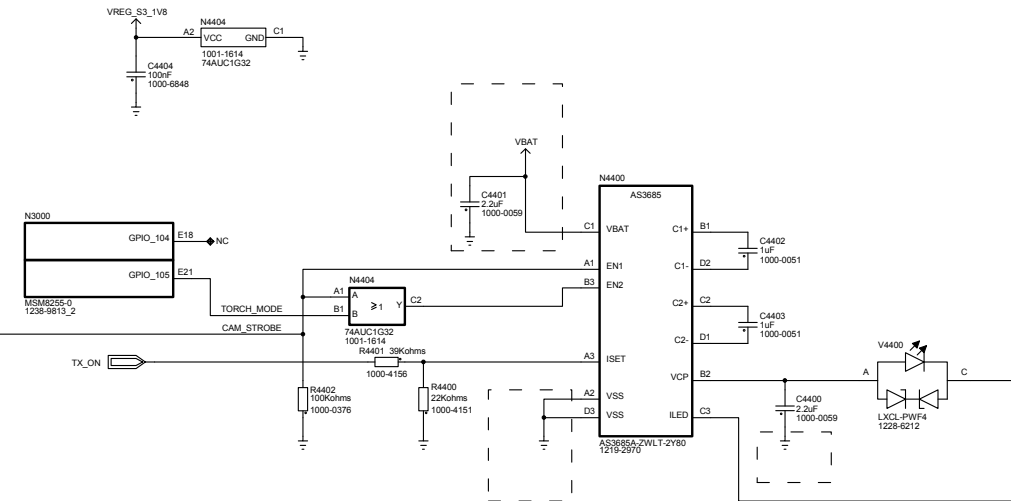 VREG_S3_1V8
N4404
A2
VCC
GND
C1
1001-1614
74AUC1G32
C4404
100nF
1000-6848
VBAT
C4401
2.2uF
1000-0059
N4400
AS3685
C1
VBAT
C1+
B1
C4402
1uF
1000-0051
A1
EN1
C1-
D2
B3
EN2
C2+
C2
C4403
1uF
1000-0051
C2-
D1
A3
ISET
VCP
B2
A2
VSS
D3
VSS
ILED
C3
AS3685A-ZWLT-2Y80
1219-2970
N3000
GPIO_104
E18
NC
GPIO_105
E21
MSM8255-0
1238-9813_2
TORCH_MODE
CAM_STROBE
N4404
A1
A
B1
B
≥1
Y
C2
74AUC1G32
1001-1614
TX_ON
R4401 39Kohms
1000-4156
R4402
100Kohms
1000-0376
R4400
22Kohms
1000-4151
C4400
2.2uF
1000-0059
V4400
A
C
LXCL-PWF4
1228-6212